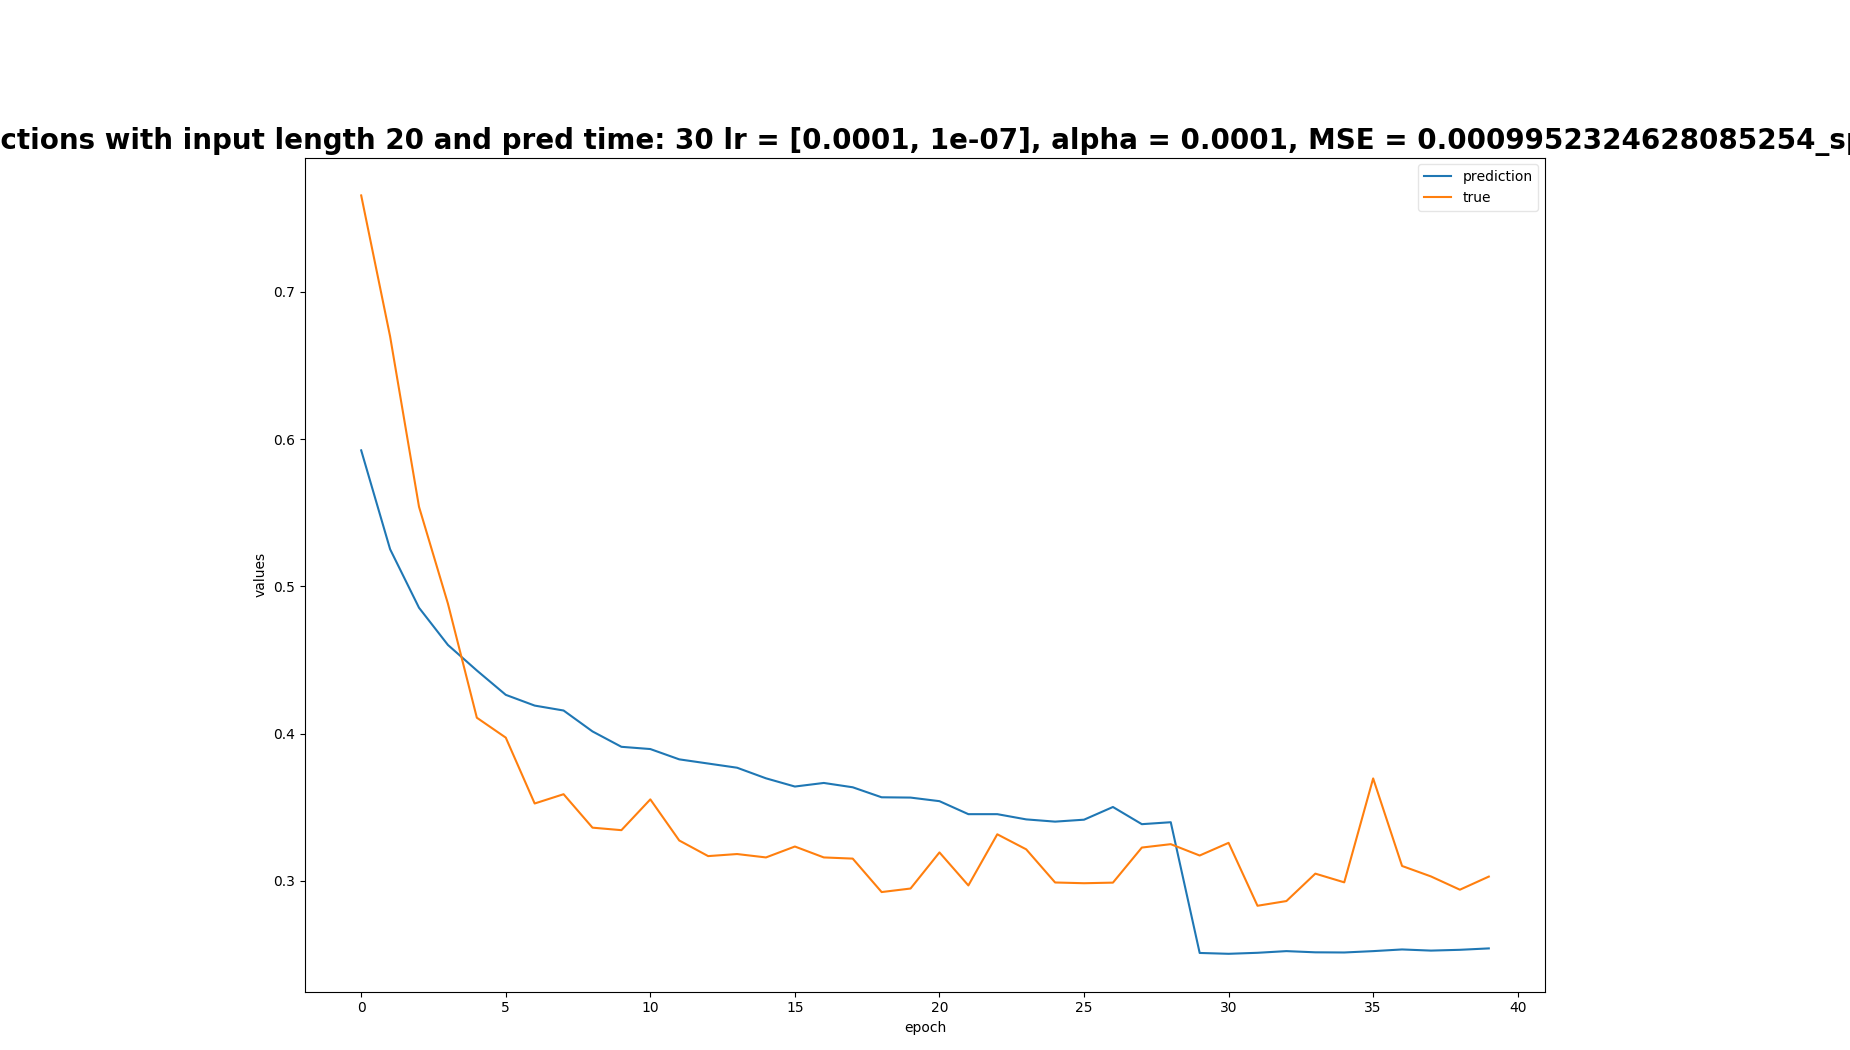 ctions with input length 20 and pred time: 30 lr = [0.0001, 1e-07], alpha = 0.0001, MSE = 0.0009952324628085254_sp
prediction
true
0.7
0.6
0.5
0.4
0.3
values
0
5
10
15
20
25
30
35
40
epoch